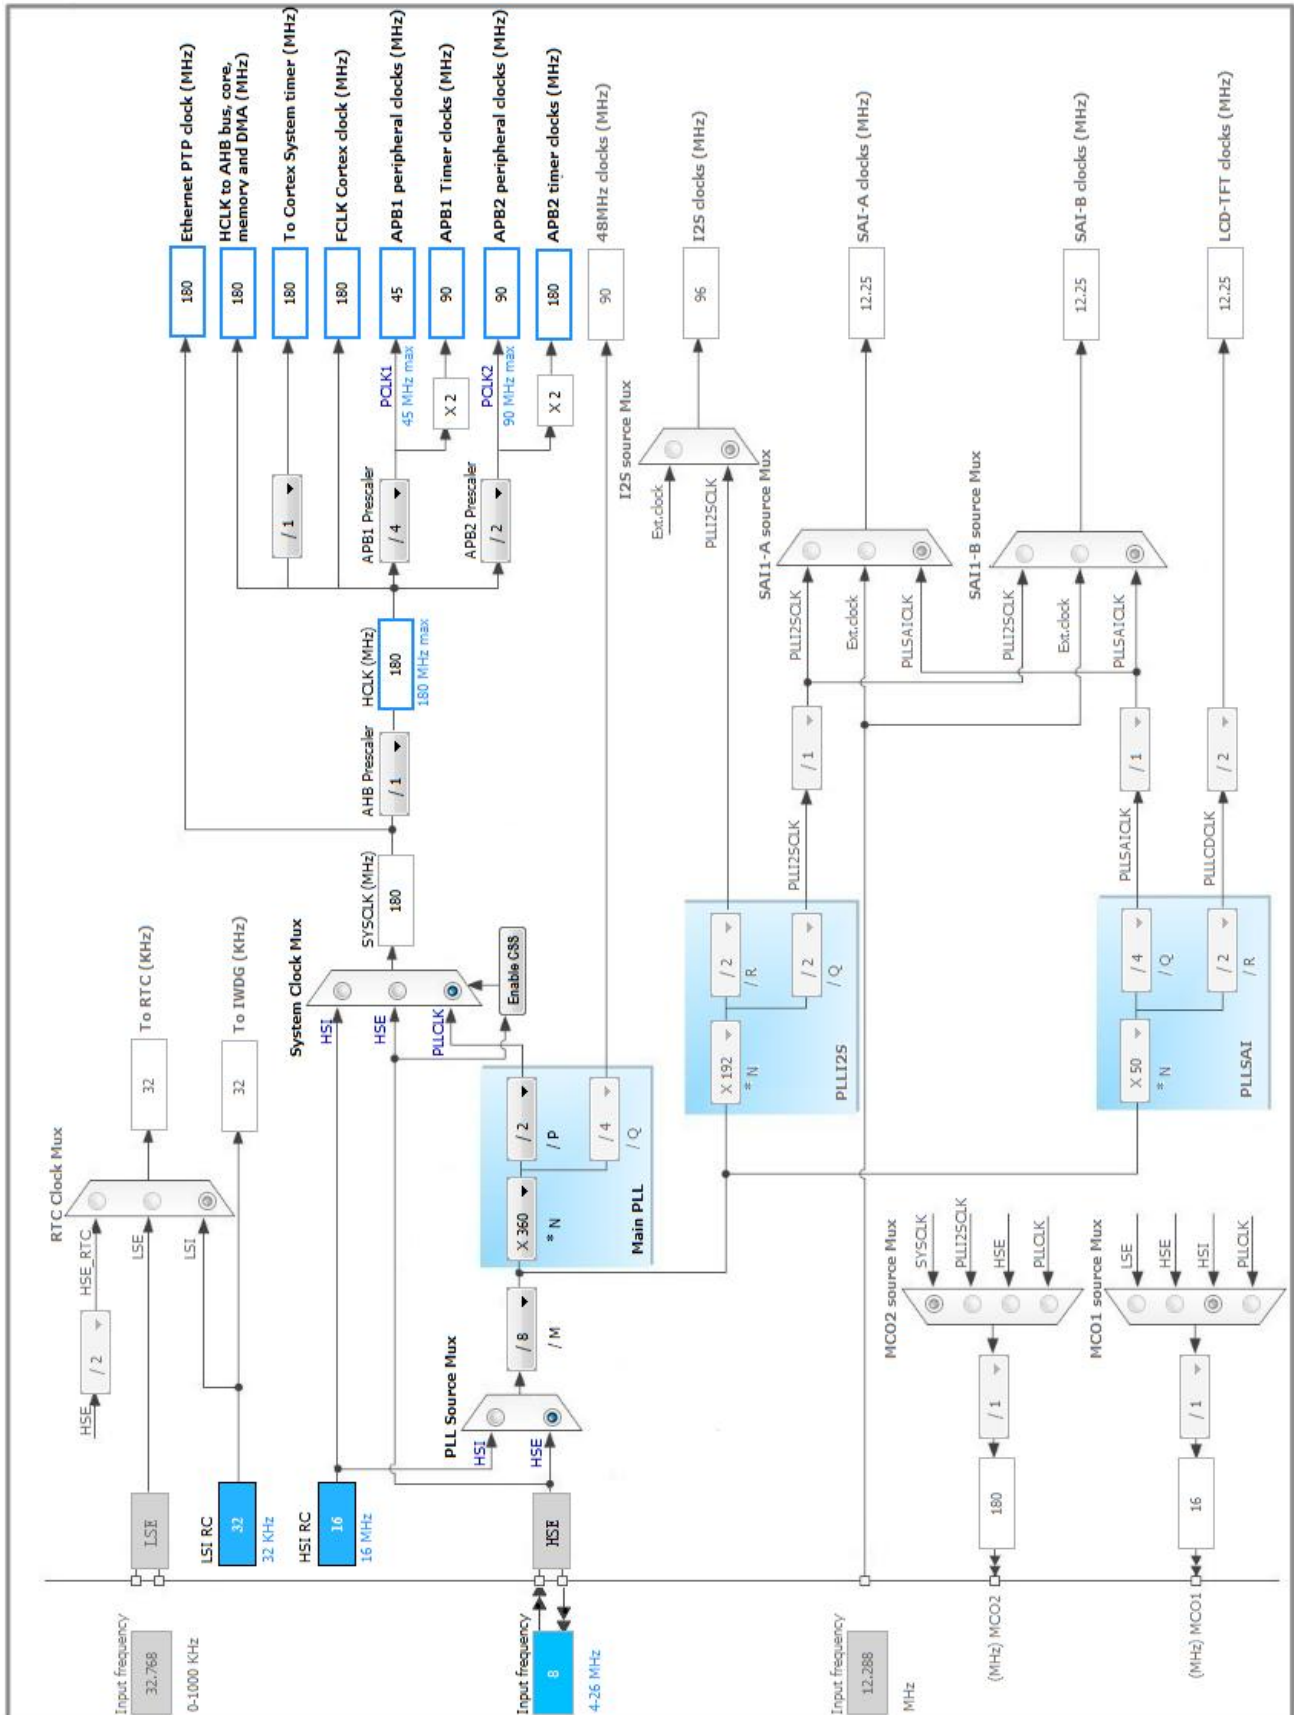 RTC Clock Mux
HSE
/ 2
HSE_RTC
Input frequency
32.768
0-1000 KHz
LSE
LSE
32
To RTC (KHz)
LSI RC
32
32 KHz
LSI
32
To IWDG (KHz)
HSI RC
16
16 MHz
System Clock Mux
HSI
HSE
PLLCLK
Enable CSS
SYSCLK (MHz)
180
AHB Prescaler
/ 1
HCLK (MHz)
180
180 MHz max
180
Ethernet PTP clock (MHz)
180
HCLK to AHB bus, core,
memory and DMA (MHz)
/ 1
180
To Cortex System timer (MHz)
180
FCLK Cortex clock (MHz)
APB1 Prescaler
/ 4
PCLK1
45 MHz max
45
APB1 peripheral clocks (MHz)
X 2
90
APB1 Timer clocks (MHz)
APB2 Prescaler
/ 2
PCLK2
90 MHz max
90
APB2 peripheral clocks (MHz)
X 2
180
APB2 timer clocks (MHz)
PLL Source Mux
HSI
HSE
Input frequency
8
4-26 MHz
HSE
/ 8
/ M
X 360
* N
/ 2
/ P
/ 4
/ Q
Main PLL
90
48MHz clocks (MHz)
I2S source Mux
Ext.clock
PLLI2SCLK
96
I2S clocks (MHz)
X 192
* N
/ 2
/ R
/ 2
/ Q
PLLI2S
PLLI2SCLK
/ 1
SAI1-A source Mux
PLLI2SCLK
Ext.clock
PLLSAICLK
12.25
SAI-A clocks (MHz)
Input frequency
12.288
MHz
SAI1-B source Mux
PLLI2SCLK
Ext.clock
PLLSAICLK
12.25
SAI-B clocks (MHz)
X 50
* N
/ 4
/ Q
/ 2
/ R
PLLSAI
PLLSAICLK
/ 1
PLLLCDCLK
/ 2
12.25
LCD-TFT clocks (MHz)
MCO2 source Mux
SYSCLK
PLLI2SCLK
HSE
PLLCLK
/ 1
180
(MHz) MCO2
MCO1 source Mux
LSE
HSE
HSI
PLLCLK
/ 1
16
(MHz) MCO1